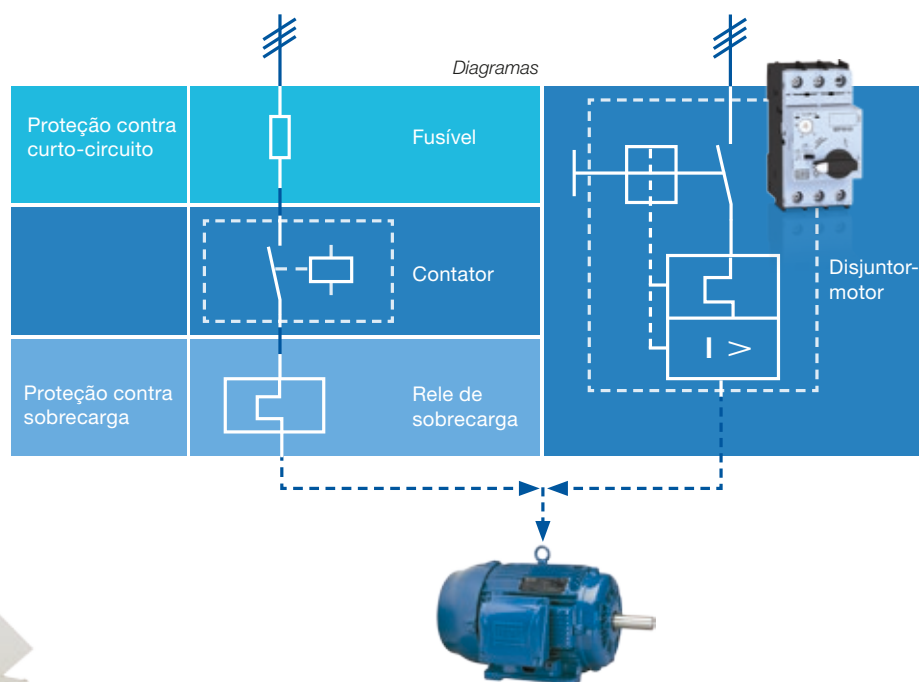 Diagramas
Proteção contra
curto-circuito
Fusível
Contator
Proteção contra
sobrecarga
Rele de
sobrecarga
Disjuntor-
motor
I >